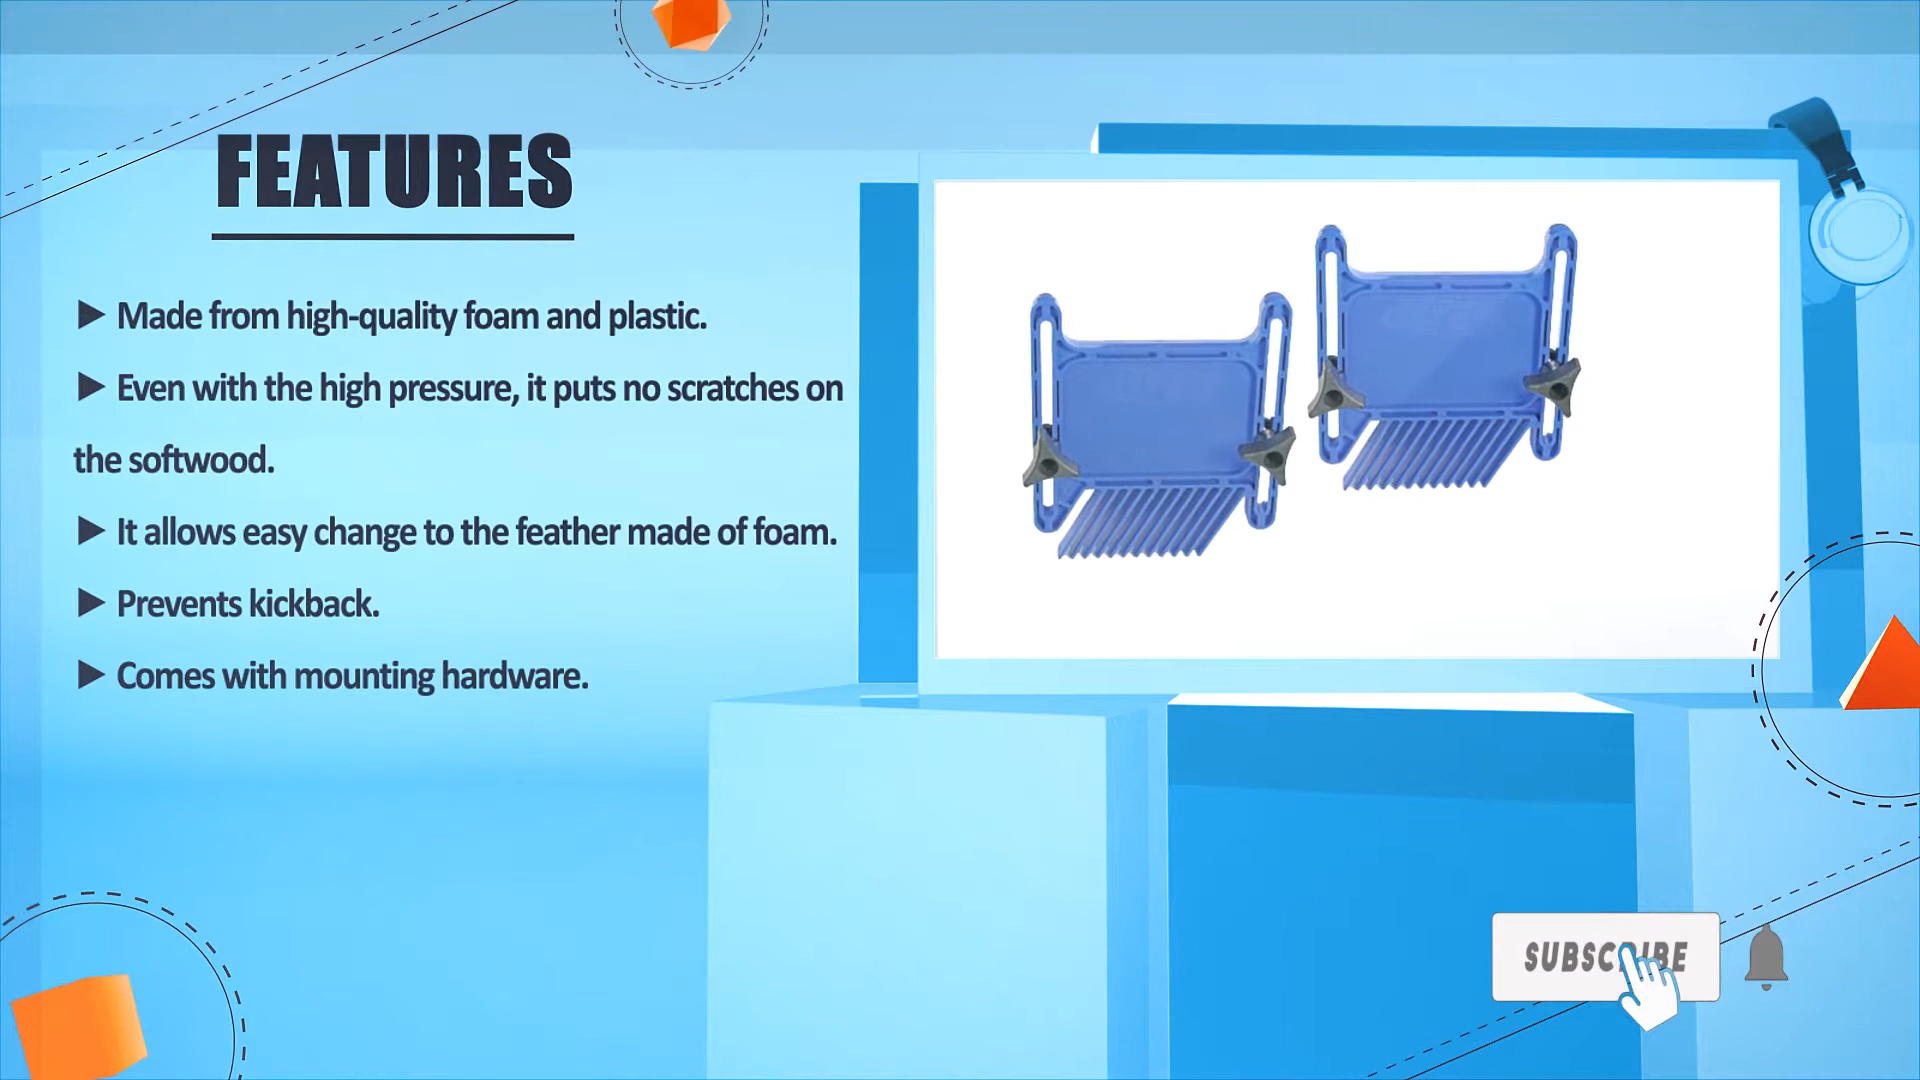 FEATURES
► Made from high-quality foam and plastic.
► Even with the high pressure, it puts no scratches on
the softwood.
► It allows easy change to the feather made of foam.
► Prevents kickback.
► Comes with mounting hardware.
SUBSCRIBE